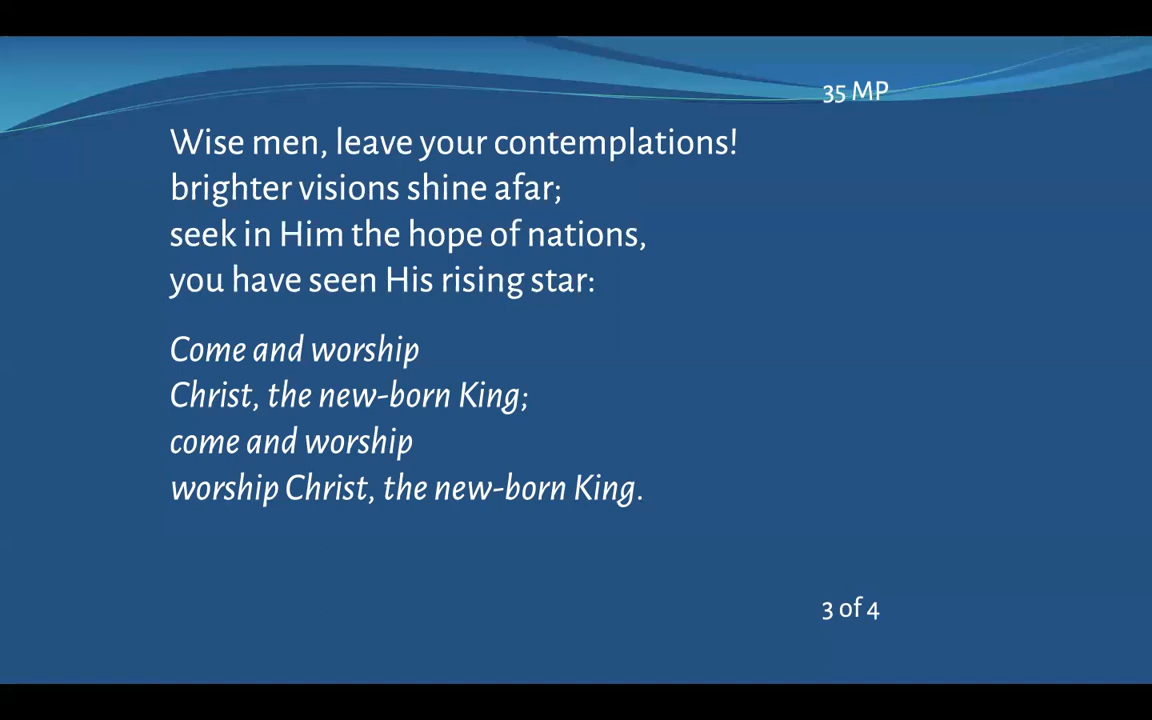 35 MP
Wise men, leave your contemplations!
brighter visions shine afar;
seek in Him the hope of nations,
you have seen His rising star:
Come and worship
Christ, the new-born King;
come and worship
worship Christ, the new-born King.
3 of 4